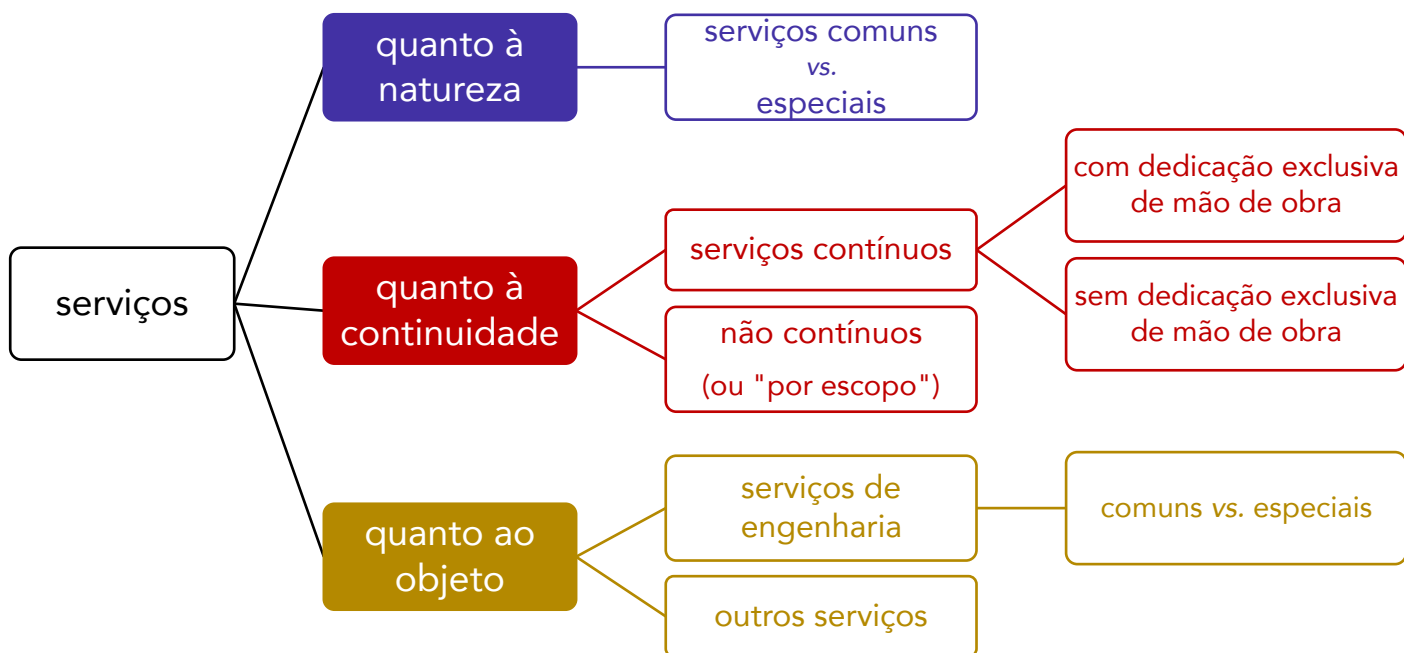 serviços
quanto à
natureza
serviços comuns
vs.
especiais
quanto à
continuidade
serviços contínuos
com dedicação exclusiva
de mão de obra
sem dedicação exclusiva
de mão de obra
não contínuos
(ou "por escopo")
quanto ao
objeto
serviços de
engenharia
comuns vs. especiais
outros serviços